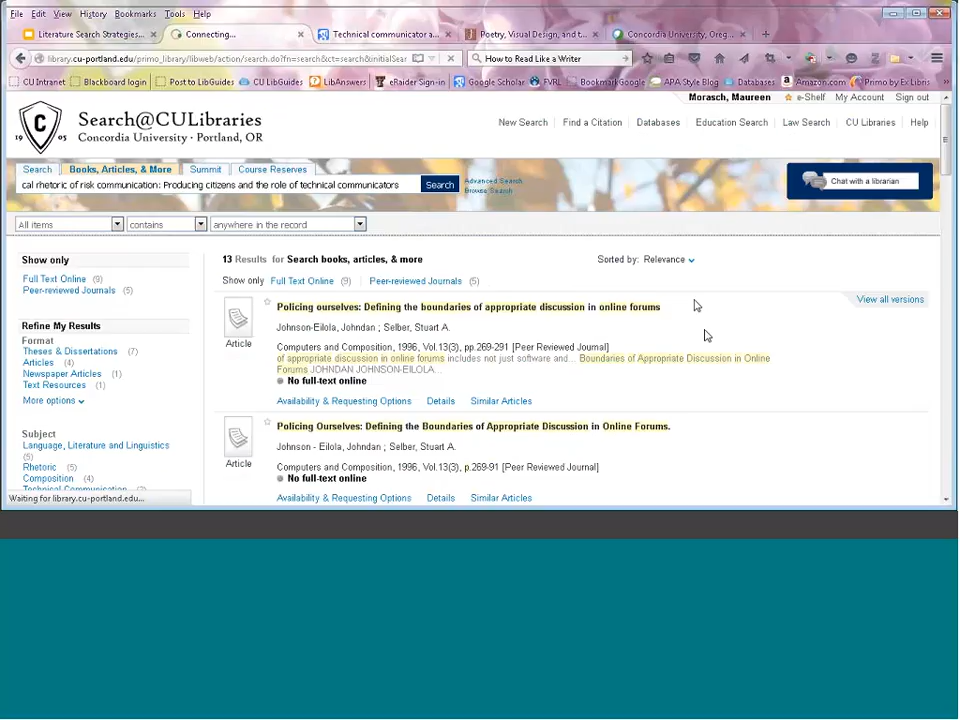 File Edit View History Bookmarks Tools Help
Literature Search Strategies... × Connecting... × Technical communicator a... × Poetry, Visual Design, and t... × Concordia University, Oreg... × +
library.cu-portland.edu/primo_library/libweb/action/search.do?fn=search&ct=search&initialSear How to Read Like a Writer
CU Intranet Blackboard login Post to LibGuides CU LibGuides LibAnswers eRaider Sign-in Google Scholar FVRL BookmarkGoogle APA Style Blog Databases Amazon.com Primo by Ex Libris
Morasch, Maureen e-Shelf My Account Sign out
C
19 05
Search@CULibraries
Concordia University · Portland, OR
New Search Find a Citation Databases Education Search Law Search CU Libraries Help
Search Books, Articles, & More Summit Course Reserves
cal rhetoric of risk communication: Producing citizens and the role of technical communicators Search
Advanced Search
Browse Search
Chat with a librarian
All items contains anywhere in the record
Show only
Full Text Online (9)
Peer-reviewed Journals (5)
Refine My Results
Format
Theses & Dissertations (7)
Articles (4)
Newspaper Articles (1)
Text Resources (1)
More options
Subject
Language, Literature and Linguistics
(5)
Rhetoric (5)
Composition (4)
Waiting for library.cu-portland.edu...
13 Results for Search books, articles, & more Sorted by: Relevance
Show only Full Text Online (9) Peer-reviewed Journals (5)
Policing ourselves: Defining the boundaries of appropriate discussion in online forums
View all versions
Johnson-Eilola, Johndan ; Selber, Stuart A.
Article
Computers and Composition, 1996, Vol.13(3), pp.269-291 [Peer Reviewed Journal]
of appropriate discussion in online forums includes not just software and... Boundaries of Appropriate Discussion in Online
Forums JOHNDAN JOHNSON-EILOLA...
No full-text online
Availability & Requesting Options Details Similar Articles
Policing Ourselves: Defining the Boundaries of Appropriate Discussion in Online Forums.
Johnson - Eilola, Johndan ; Selber, Stuart A.
Article
Computers and Composition, 1996, Vol.13(3), p.269-91 [Peer Reviewed Journal]
No full-text online
Availability & Requesting Options Details Similar Articles